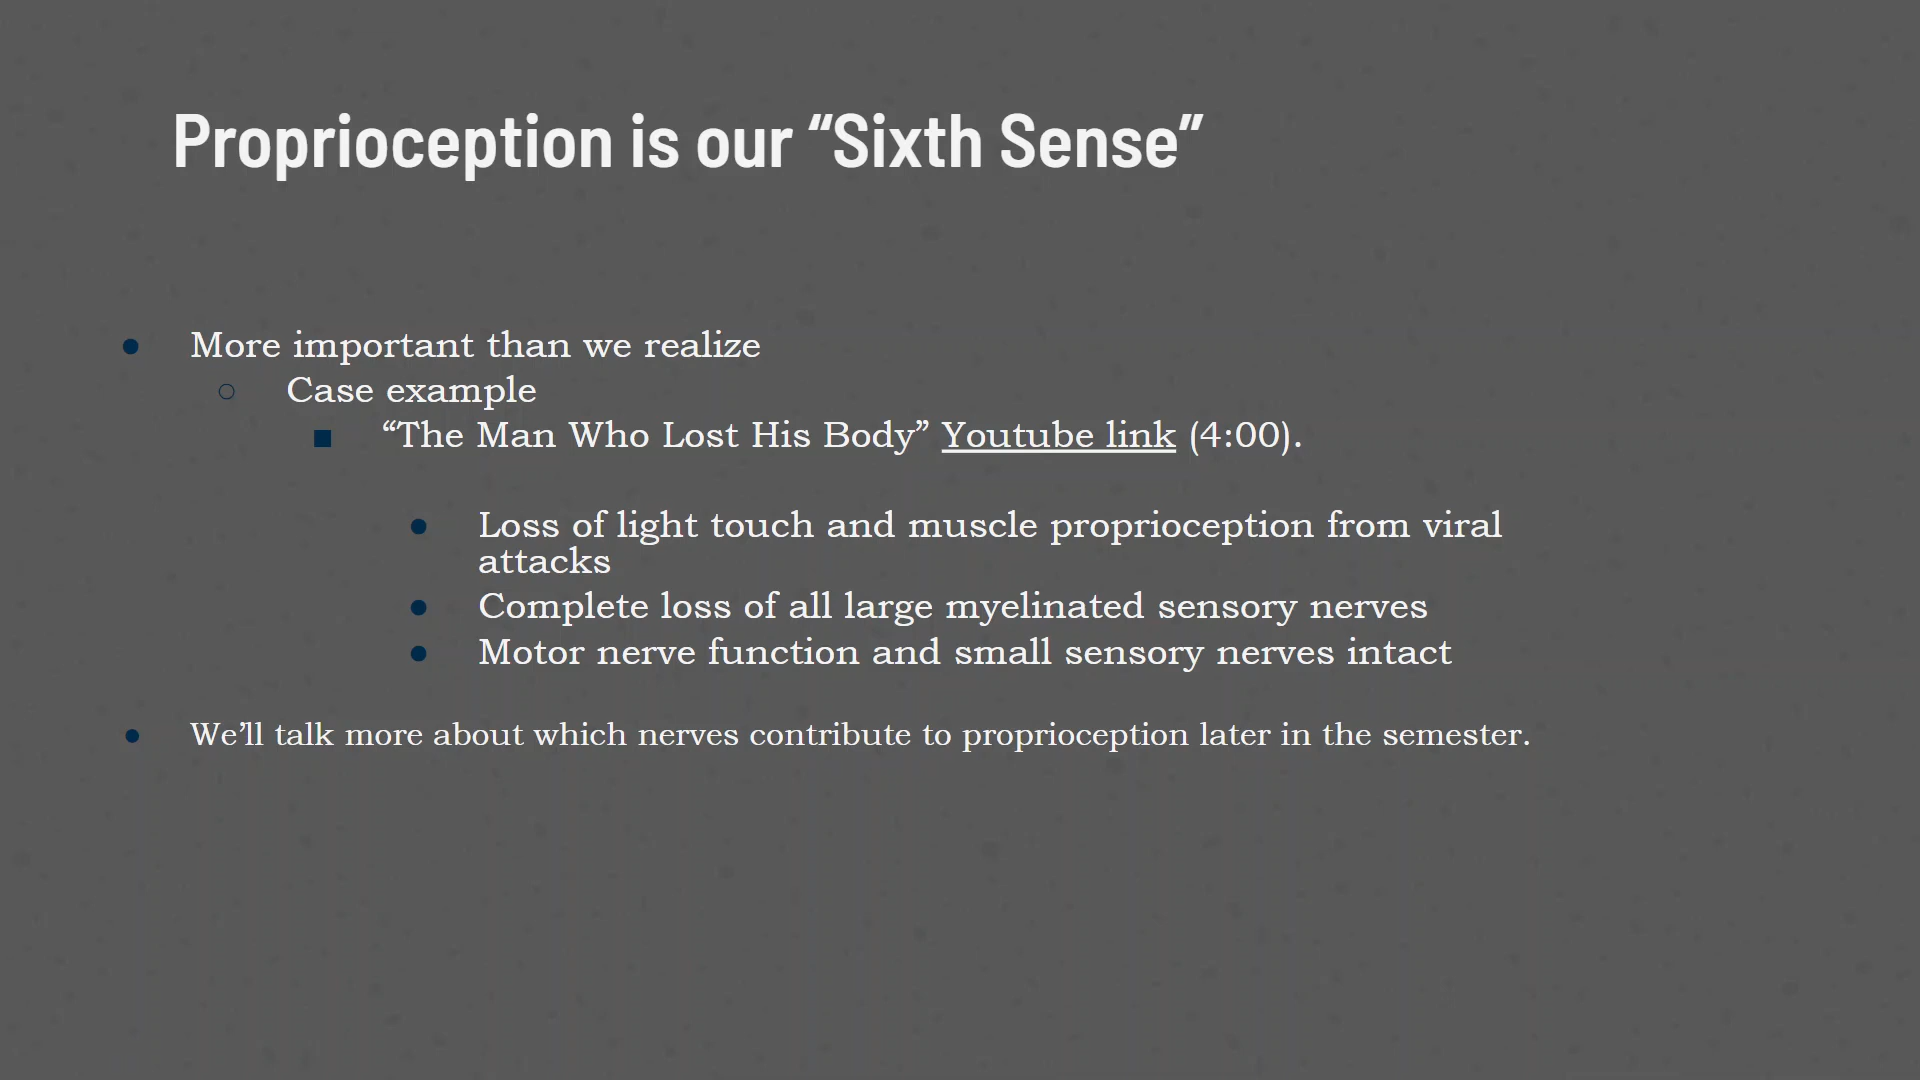 Proprioception is our “Sixth Sense”
● More important than we realize
○ Case example
■ “The Man Who Lost His Body” Youtube link (4:00).
● Loss of light touch and muscle proprioception from viral
attacks
● Complete loss of all large myelinated sensory nerves
● Motor nerve function and small sensory nerves intact
● We’ll talk more about which nerves contribute to proprioception later in the semester.